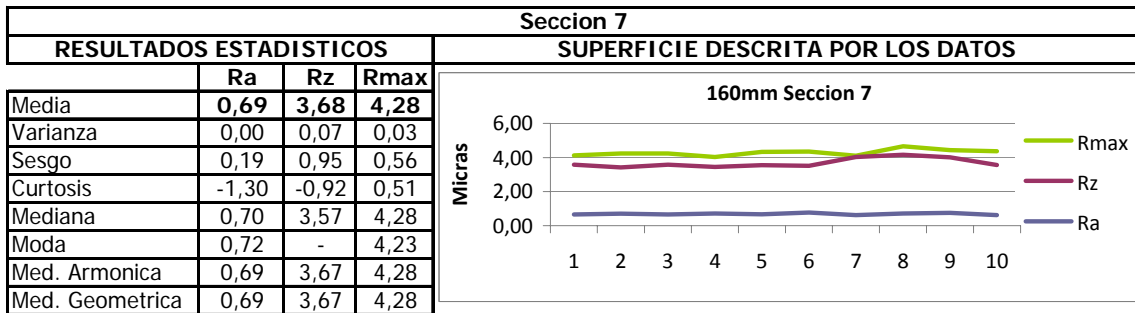 Seccion 7
RESULTADOS ESTADISTICOS
SUPERFICIE DESCRITA POR LOS DATOS
Ra Rz Rmax
Media 0,69 3,68 4,28
Varianza 0,00 0,07 0,03
Sesgo 0,19 0,95 0,56
Curtosis -1,30 -0,92 0,51
Mediana 0,70 3,57 4,28
Moda 0,72 - 4,23
Med. Armonica 0,69 3,67 4,28
Med. Geometrica 0,69 3,67 4,28
160mm Seccion 7
Micras
6,00
4,00
2,00
0,00
1 2 3 4 5 6 7 8 9 10
Rmax
Rz
Ra